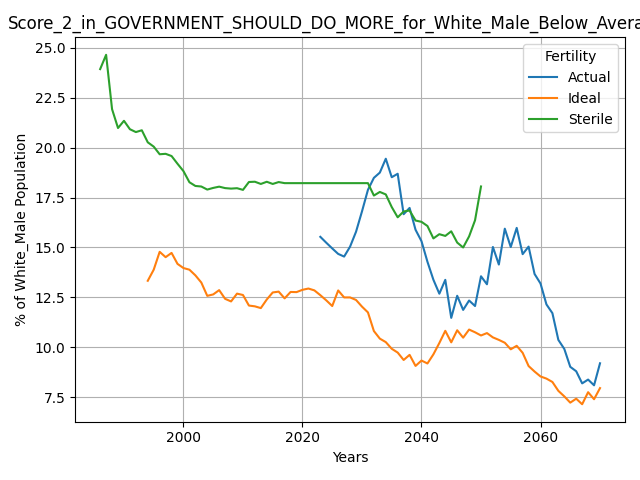 Score_2_in_GOVERNMENT_SHOULD_DO_MORE_for_White_Male_Below_Avera
25.0
22.5
20.0
17.5
15.0
12.5
10.0
7.5
% of White_Male Population
Fertility
Actual
Ideal
Sterile
2000
2020
2040
2060
Years